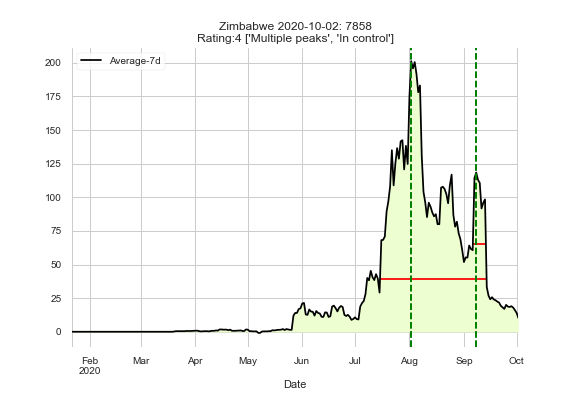 Zimbabwe 2020-10-02: 7858
Rating:4 ['Multiple peaks', 'In control']
Average-7d
200
175
150
125
100
75
50
25
0
Feb Mar Apr May Jun Jul Aug Sep Oct
2020
Date